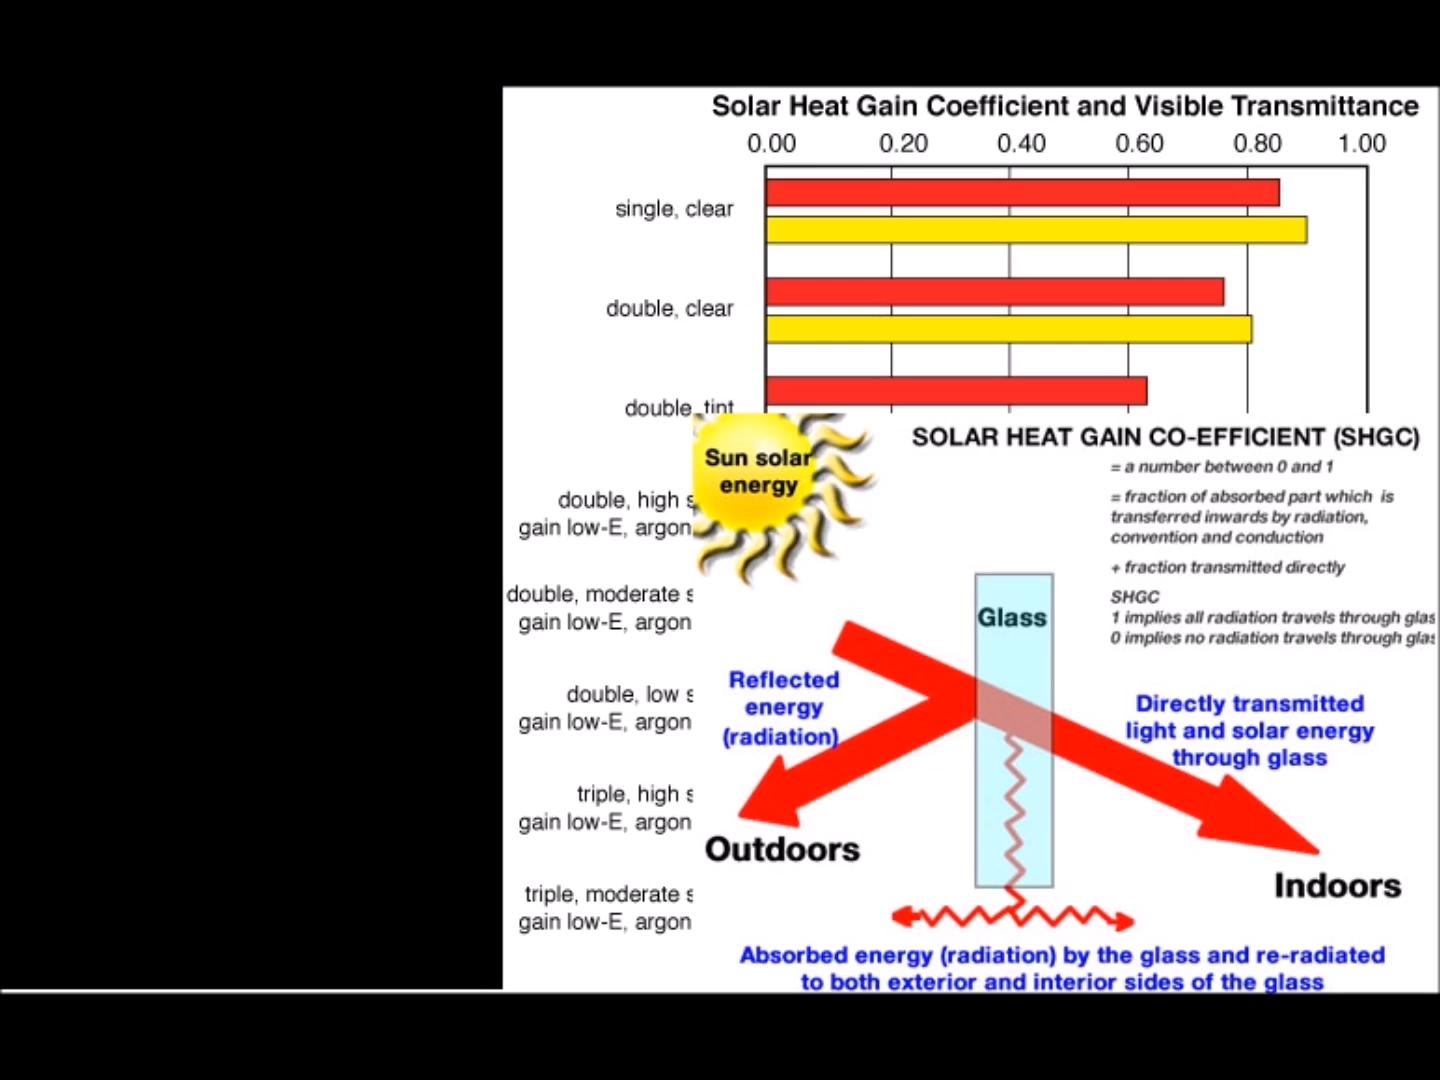 Solar Heat Gain Coefficient and Visible Transmittance
0.00 0.20 0.40 0.60 0.80 1.00
single, clear
double, clear
double, tint
double, high s
gain low-E, argon
double, moderate s
gain low-E, argon
double, low s
gain low-E, argon
triple, high s
gain low-E, argon
triple, moderate s
gain low-E, argon
Sun solar
energy
SOLAR HEAT GAIN CO-EFFICIENT (SHGC)
= a number between 0 and 1
= fraction of absorbed part which is
transferred inwards by radiation,
convention and conduction
+ fraction transmitted directly
SHGC
1 implies all radiation travels through glas
0 implies no radiation travels through glas
Glass
Reflected
energy
(radiation)
Directly transmitted
light and solar energy
through glass
Outdoors
Indoors
Absorbed energy (radiation) by the glass and re-radiated
to both exterior and interior sides of the glass